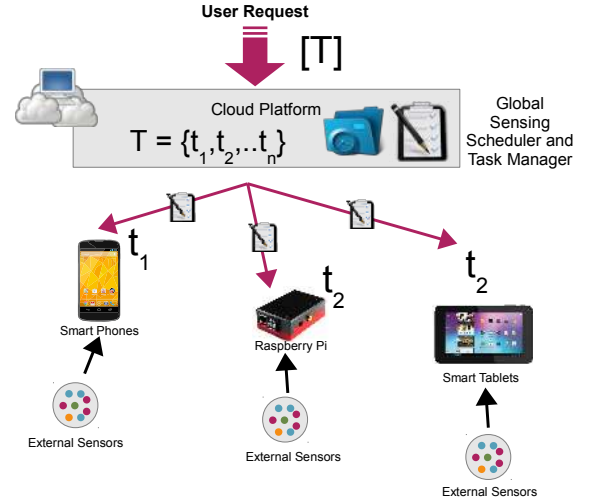 User Request
[T]
Cloud Platform
T = {t1,t2,..tn}
Global
Sensing
Scheduler and
Task Manager
t1
t2
t2
Smart Phones
Raspberry Pi
Smart Tablets
External Sensors
External Sensors
External Sensors